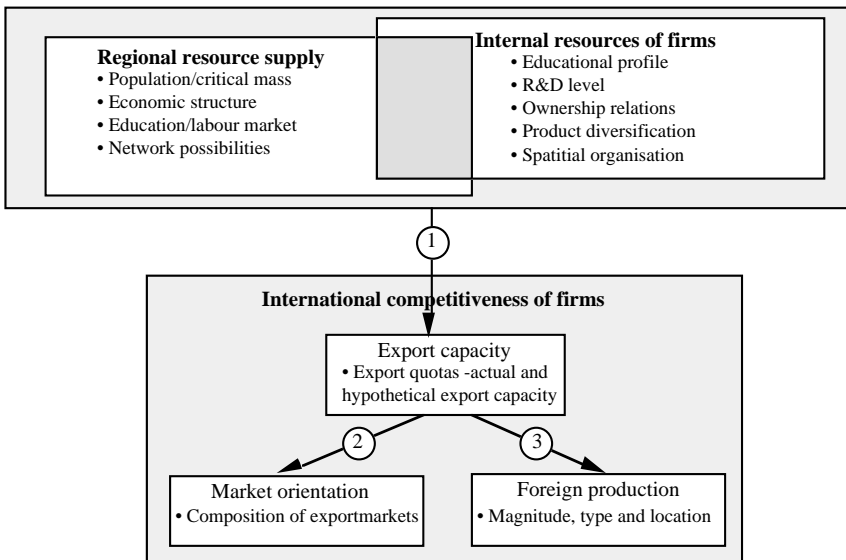 Regional resource supply
• Population/critical mass
• Economic structure
• Education/labour market
• Network possibilities
Internal resources of firms
• Educational profile
• R&D level
• Ownership relations
• Product diversification
• Spatitial organisation
1
International competitiveness of firms
Export capacity
• Export quotas -actual and
hypothetical export capacity
2
3
Market orientation
• Composition of exportmarkets
Foreign production
• Magnitude, type and location